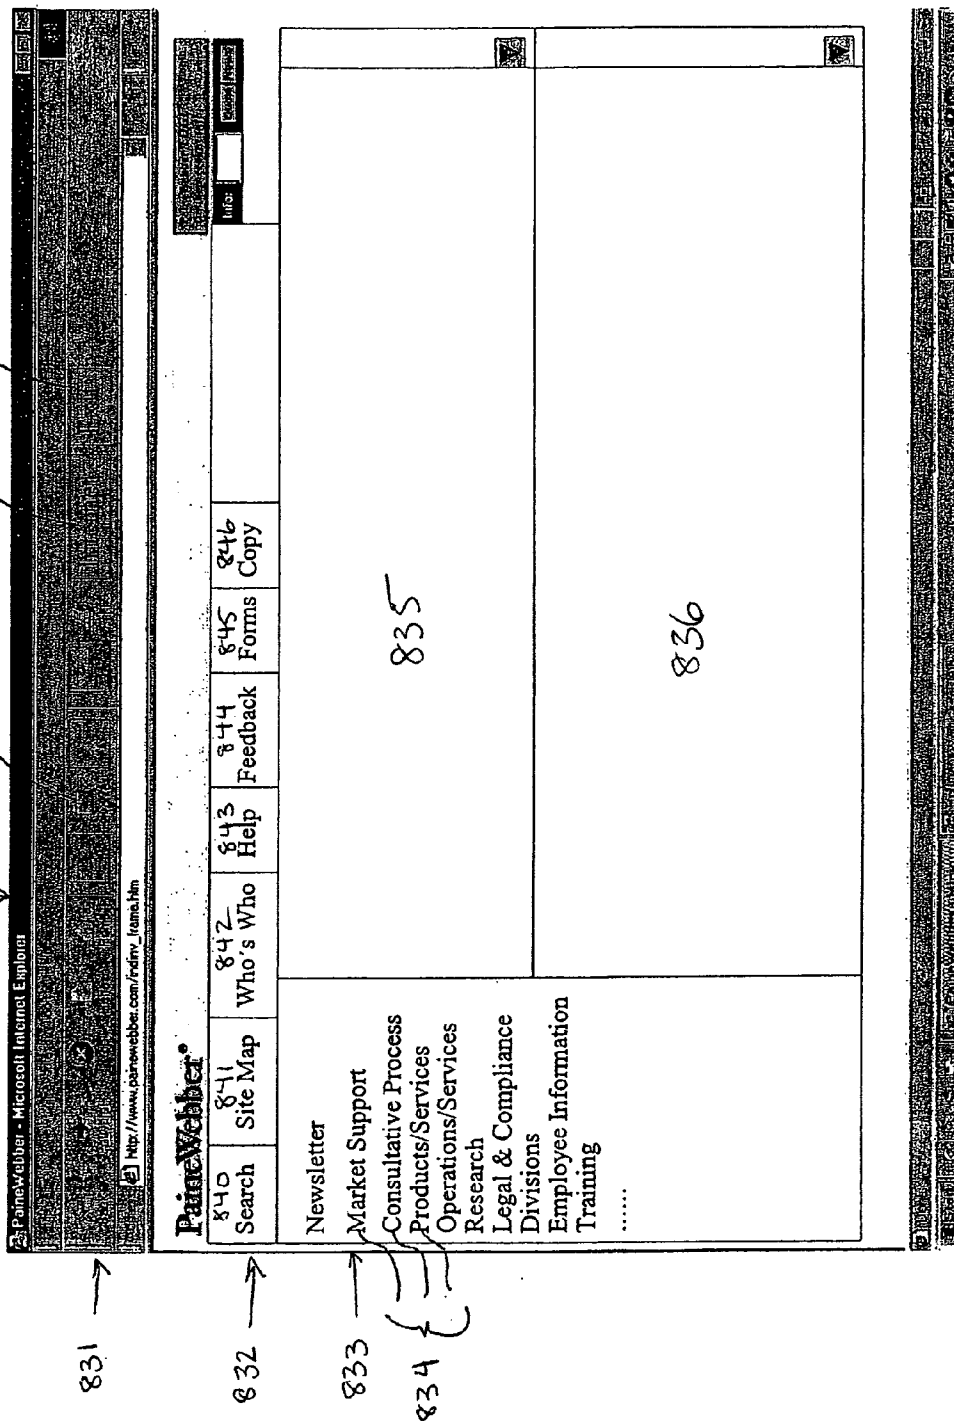 PaineWebber - Microsoft Internet Explorer
831
http://www.painewebber.com/indinv_frame.htm
PaineWebber®
Info:
832
840 841 842 843 844 845 846
Search Site Map Who's Who Help Feedback Forms Copy
Newsletter
833
Market Support
834
Consultative Process
Products/Services
Operations/Services
Research
Legal & Compliance
Divisions
Employee Information
Training
......
835
836